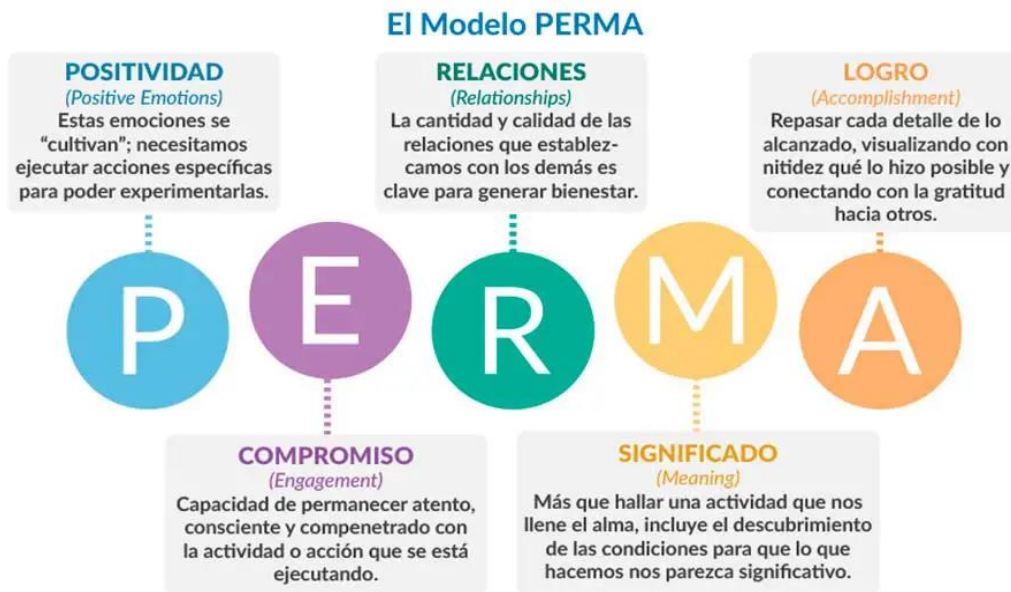 El Modelo PERMA
POSITIVIDAD
(Positive Emotions)
Estas emociones se
“cultivan”; necesitamos
ejecutar acciones específicas
para poder experimentarlas.
RELACIONES
(Relationships)
La cantidad y calidad de las
relaciones que establez-
camos con los demás es
clave para generar bienestar.
LOGRO
(Accomplishment)
Repasar cada detalle de lo
alcanzado, visualizando con
nitidez qué lo hizo posible y
conectando con la gratitud
hacia otros.
P E R M A
COMPROMISO
(Engagement)
Capacidad de permanecer atento,
consciente y compenetrado con
la actividad o acción que se está
ejecutando.
SIGNIFICADO
(Meaning)
Más que hallar una actividad que nos
llene el alma, incluye el descubrimiento
de las condiciones para que lo que
hacemos nos parezca significativo.